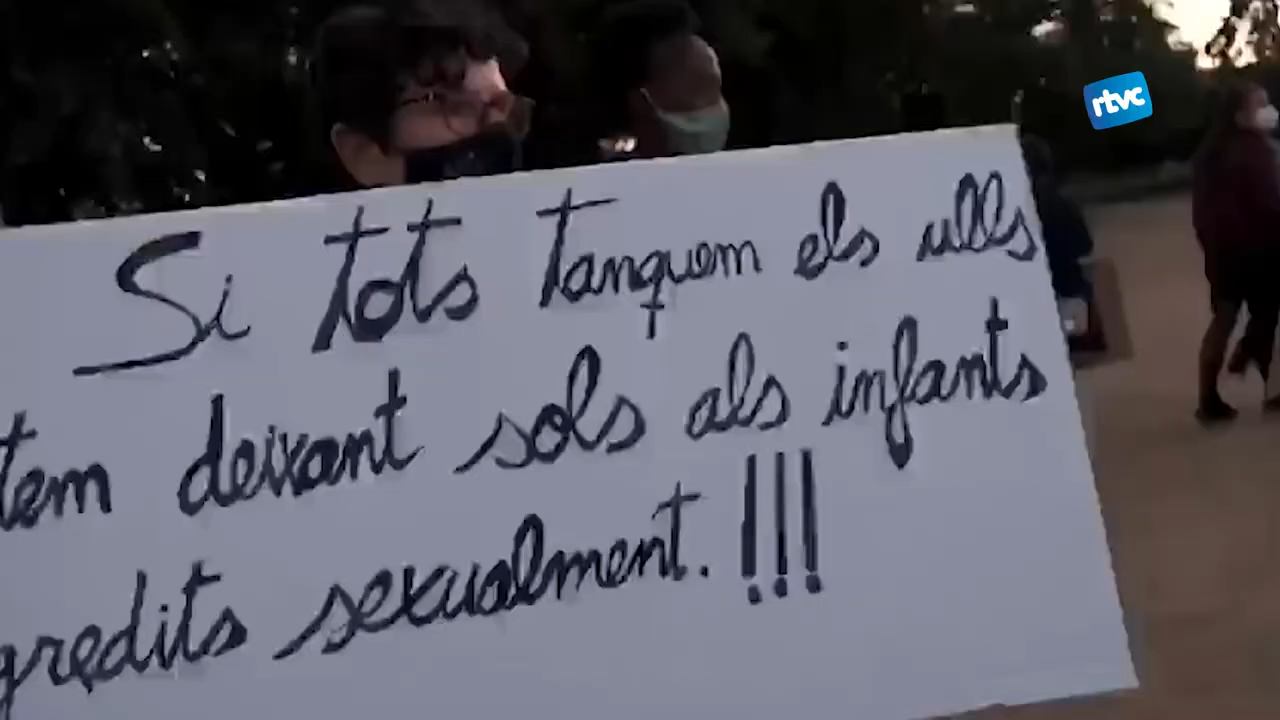 rtvc
Si tots tanquem els ulls
tem deixant sols als infants
gredits sexualment. !!!